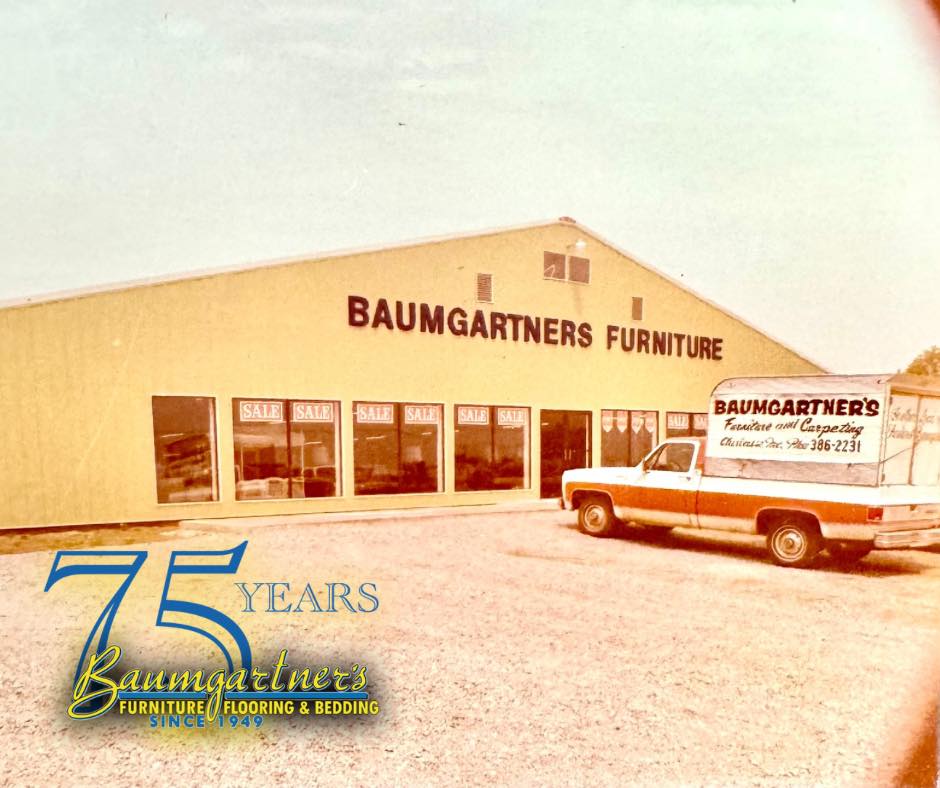 BAUMGARTNERS FURNITURE
SALE SALE SALE SALE SALE SALE
BAUMGARTNER'S
Furniture and Carpeting
386-2231
75 YEARS
Baumgartner's
FURNITURE FLOORING & BEDDING
SINCE 1949